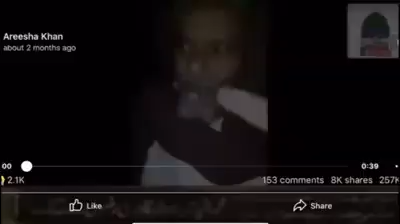 Areesha Khan
about 2 months ago
00
0:39
2.1K
153 comments 8K shares 257K
Like
Share